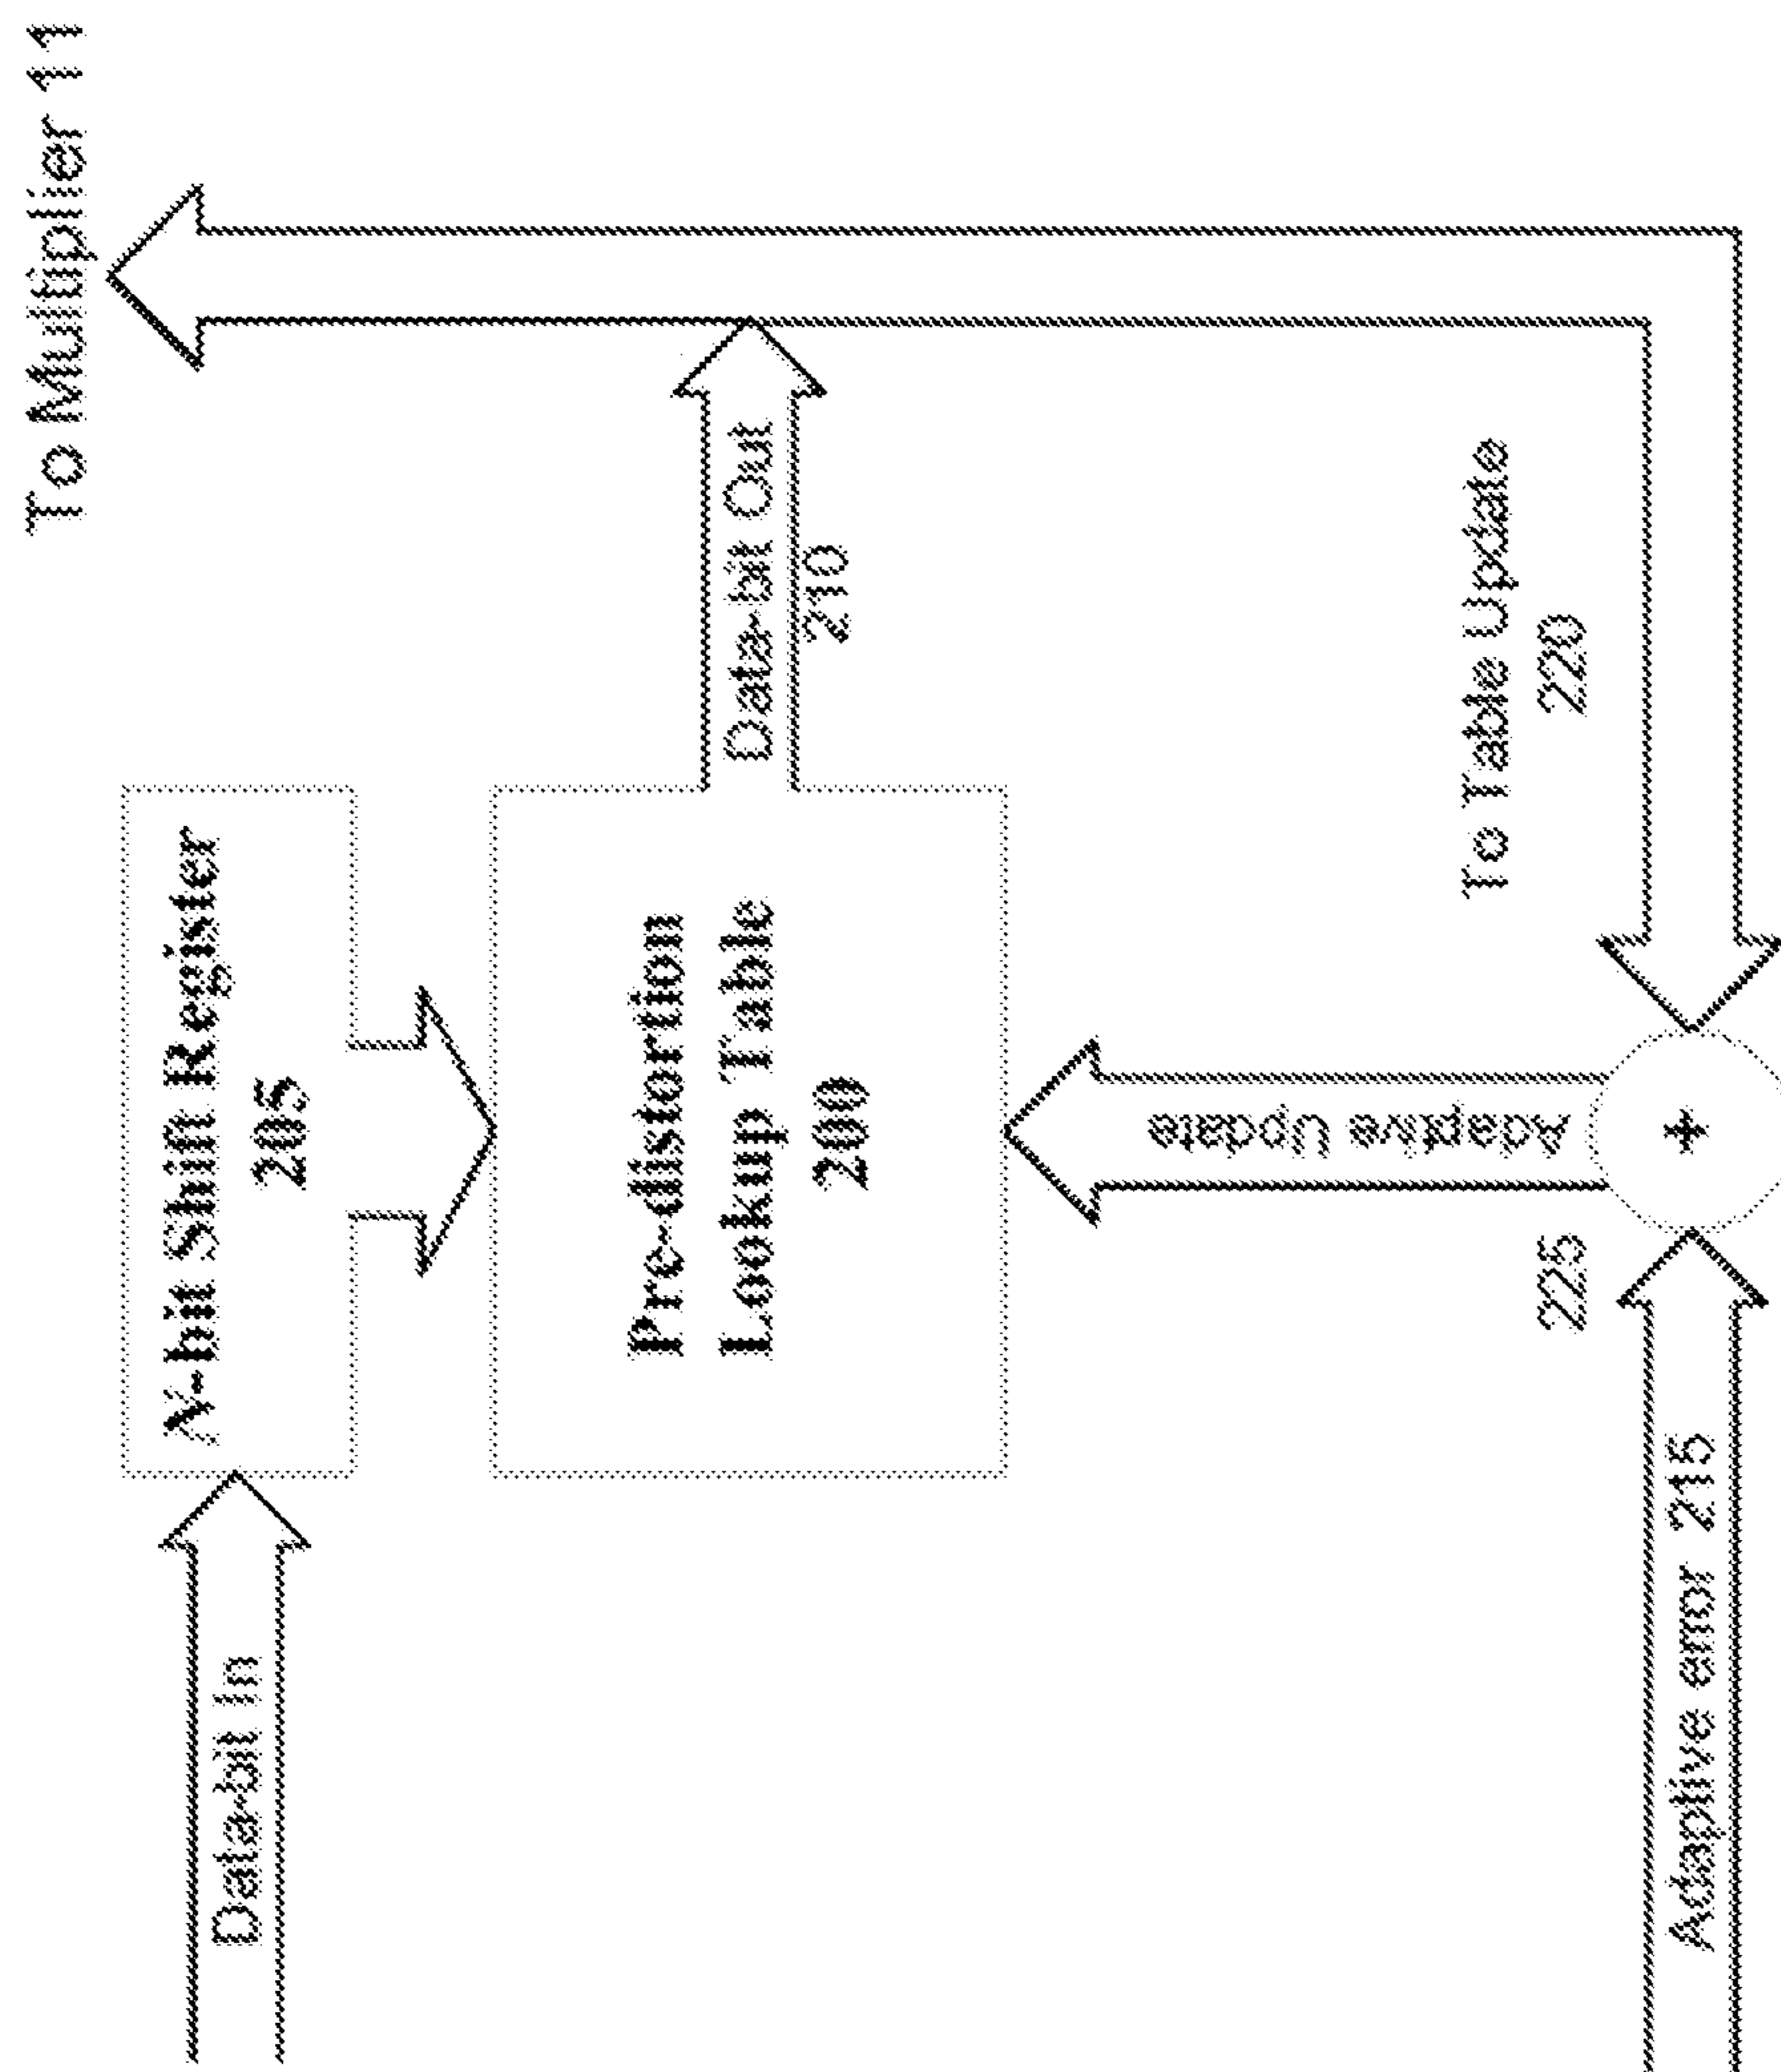 To Multiplier 11
N-bit Shift Register
205
Data-bit In
Pre-distortion
Lookup Table
200
Data-bit Out
210
To Table Update
220
Adaptive Update
225
Adaptive error 215
+